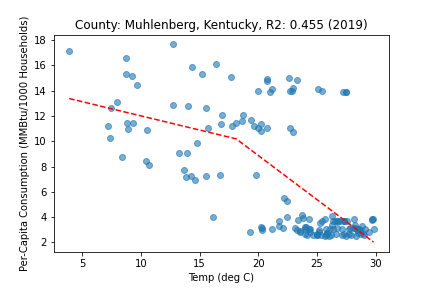 County: Muhlenberg, Kentucky, R2: 0.455 (2019)
Per-Capita Consumption (MMBtu/1000 Households)
18
16
14
12
10
8
6
4
2
5 10 15 20 25 30
Temp (deg C)